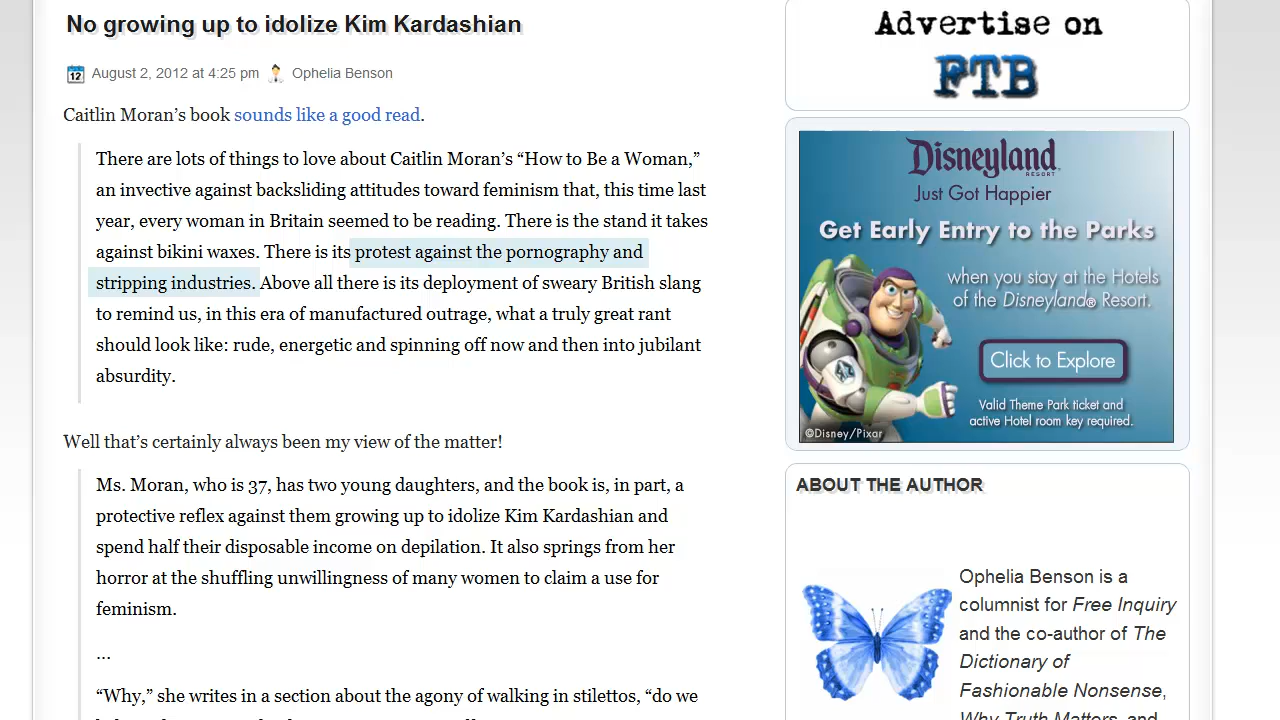 No growing up to idolize Kim Kardashian
12 August 2, 2012 at 4:25 pm Ophelia Benson
Caitlin Moran’s book sounds like a good read.
There are lots of things to love about Caitlin Moran’s “How to Be a Woman,”
an invective against backsliding attitudes toward feminism that, this time last
year, every woman in Britain seemed to be reading. There is the stand it takes
against bikini waxes. There is its protest against the pornography and
stripping industries. Above all there is its deployment of sweary British slang
to remind us, in this era of manufactured outrage, what a truly great rant
should look like: rude, energetic and spinning off now and then into jubilant
absurdity.
Well that’s certainly always been my view of the matter!
Ms. Moran, who is 37, has two young daughters, and the book is, in part, a
protective reflex against them growing up to idolize Kim Kardashian and
spend half their disposable income on depilation. It also springs from her
horror at the shuffling unwillingness of many women to claim a use for
feminism.
…
“Why,” she writes in a section about the agony of walking in stilettos, “do we
Advertise on
FTB
Disneyland
RESORT
Just Got Happier
Get Early Entry to the Parks
when you stay at the Hotels
of the Disneyland® Resort.
Click to Explore
Valid Theme Park ticket and
active Hotel room key required.
©Disney/Pixar
ABOUT THE AUTHOR
Ophelia Benson is a
columnist for Free Inquiry
and the co-author of The
Dictionary of
Fashionable Nonsense,
Why Truth Matters, and